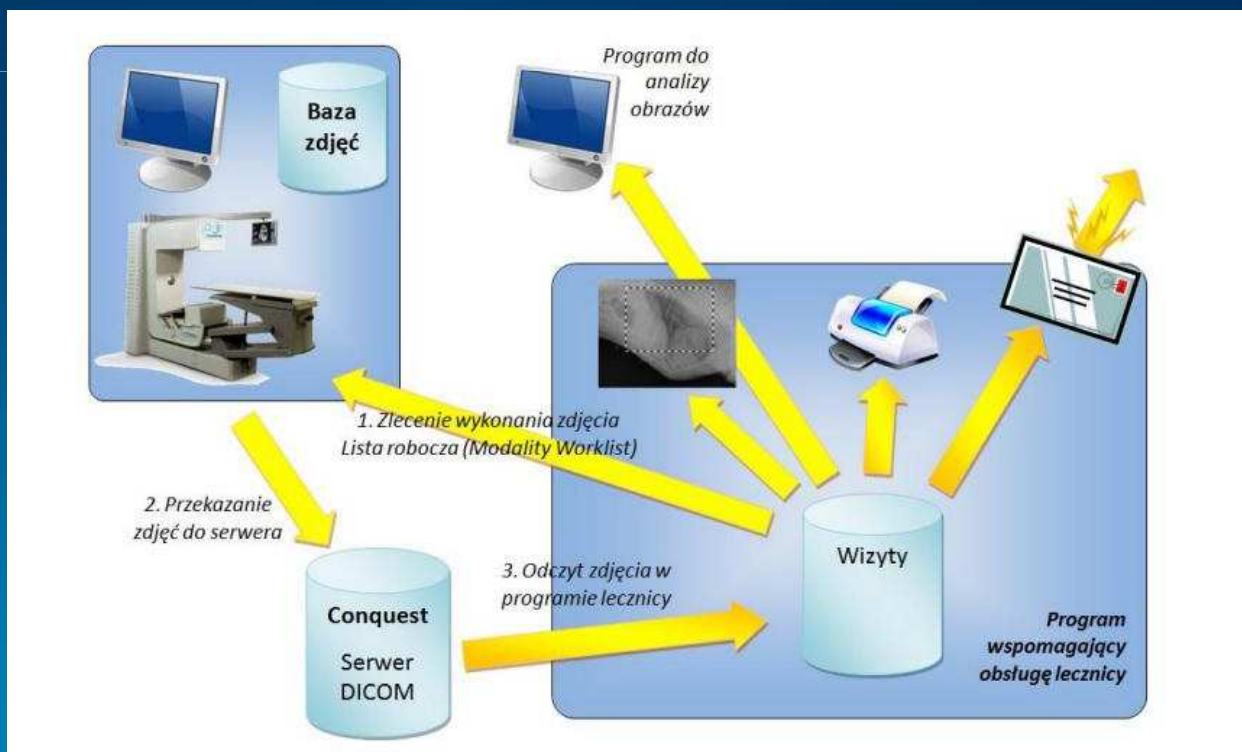 Baza
zdjęć
Program do
analizy
obrazów
1. Zlecenie wykonania zdjęcia
Lista robocza (Modality Worklist)
2. Przekazanie
zdjęć do serwera
3. Odczyt zdjęcia w
programie lecznicy
Conquest
Serwer
DICOM
Wizyty
Program
wspomagający
obsługę lecznicy